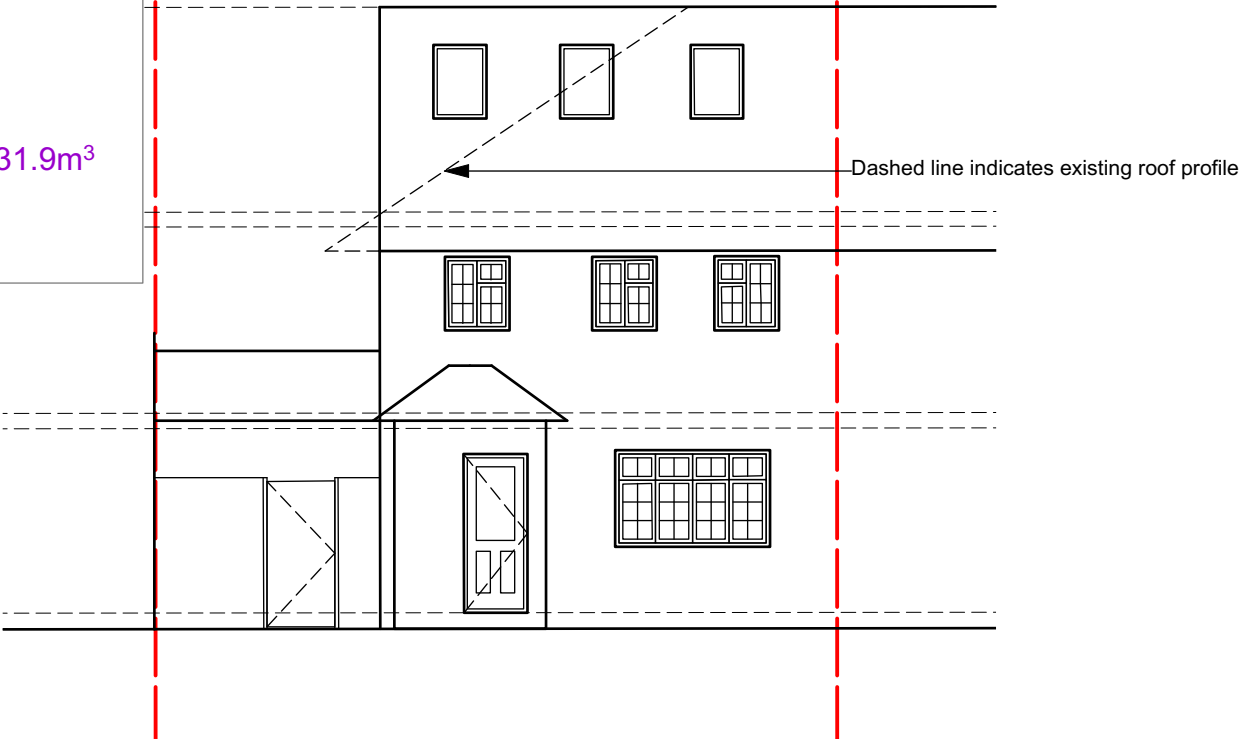 31.9m³
Dashed line indicates existing roof profile